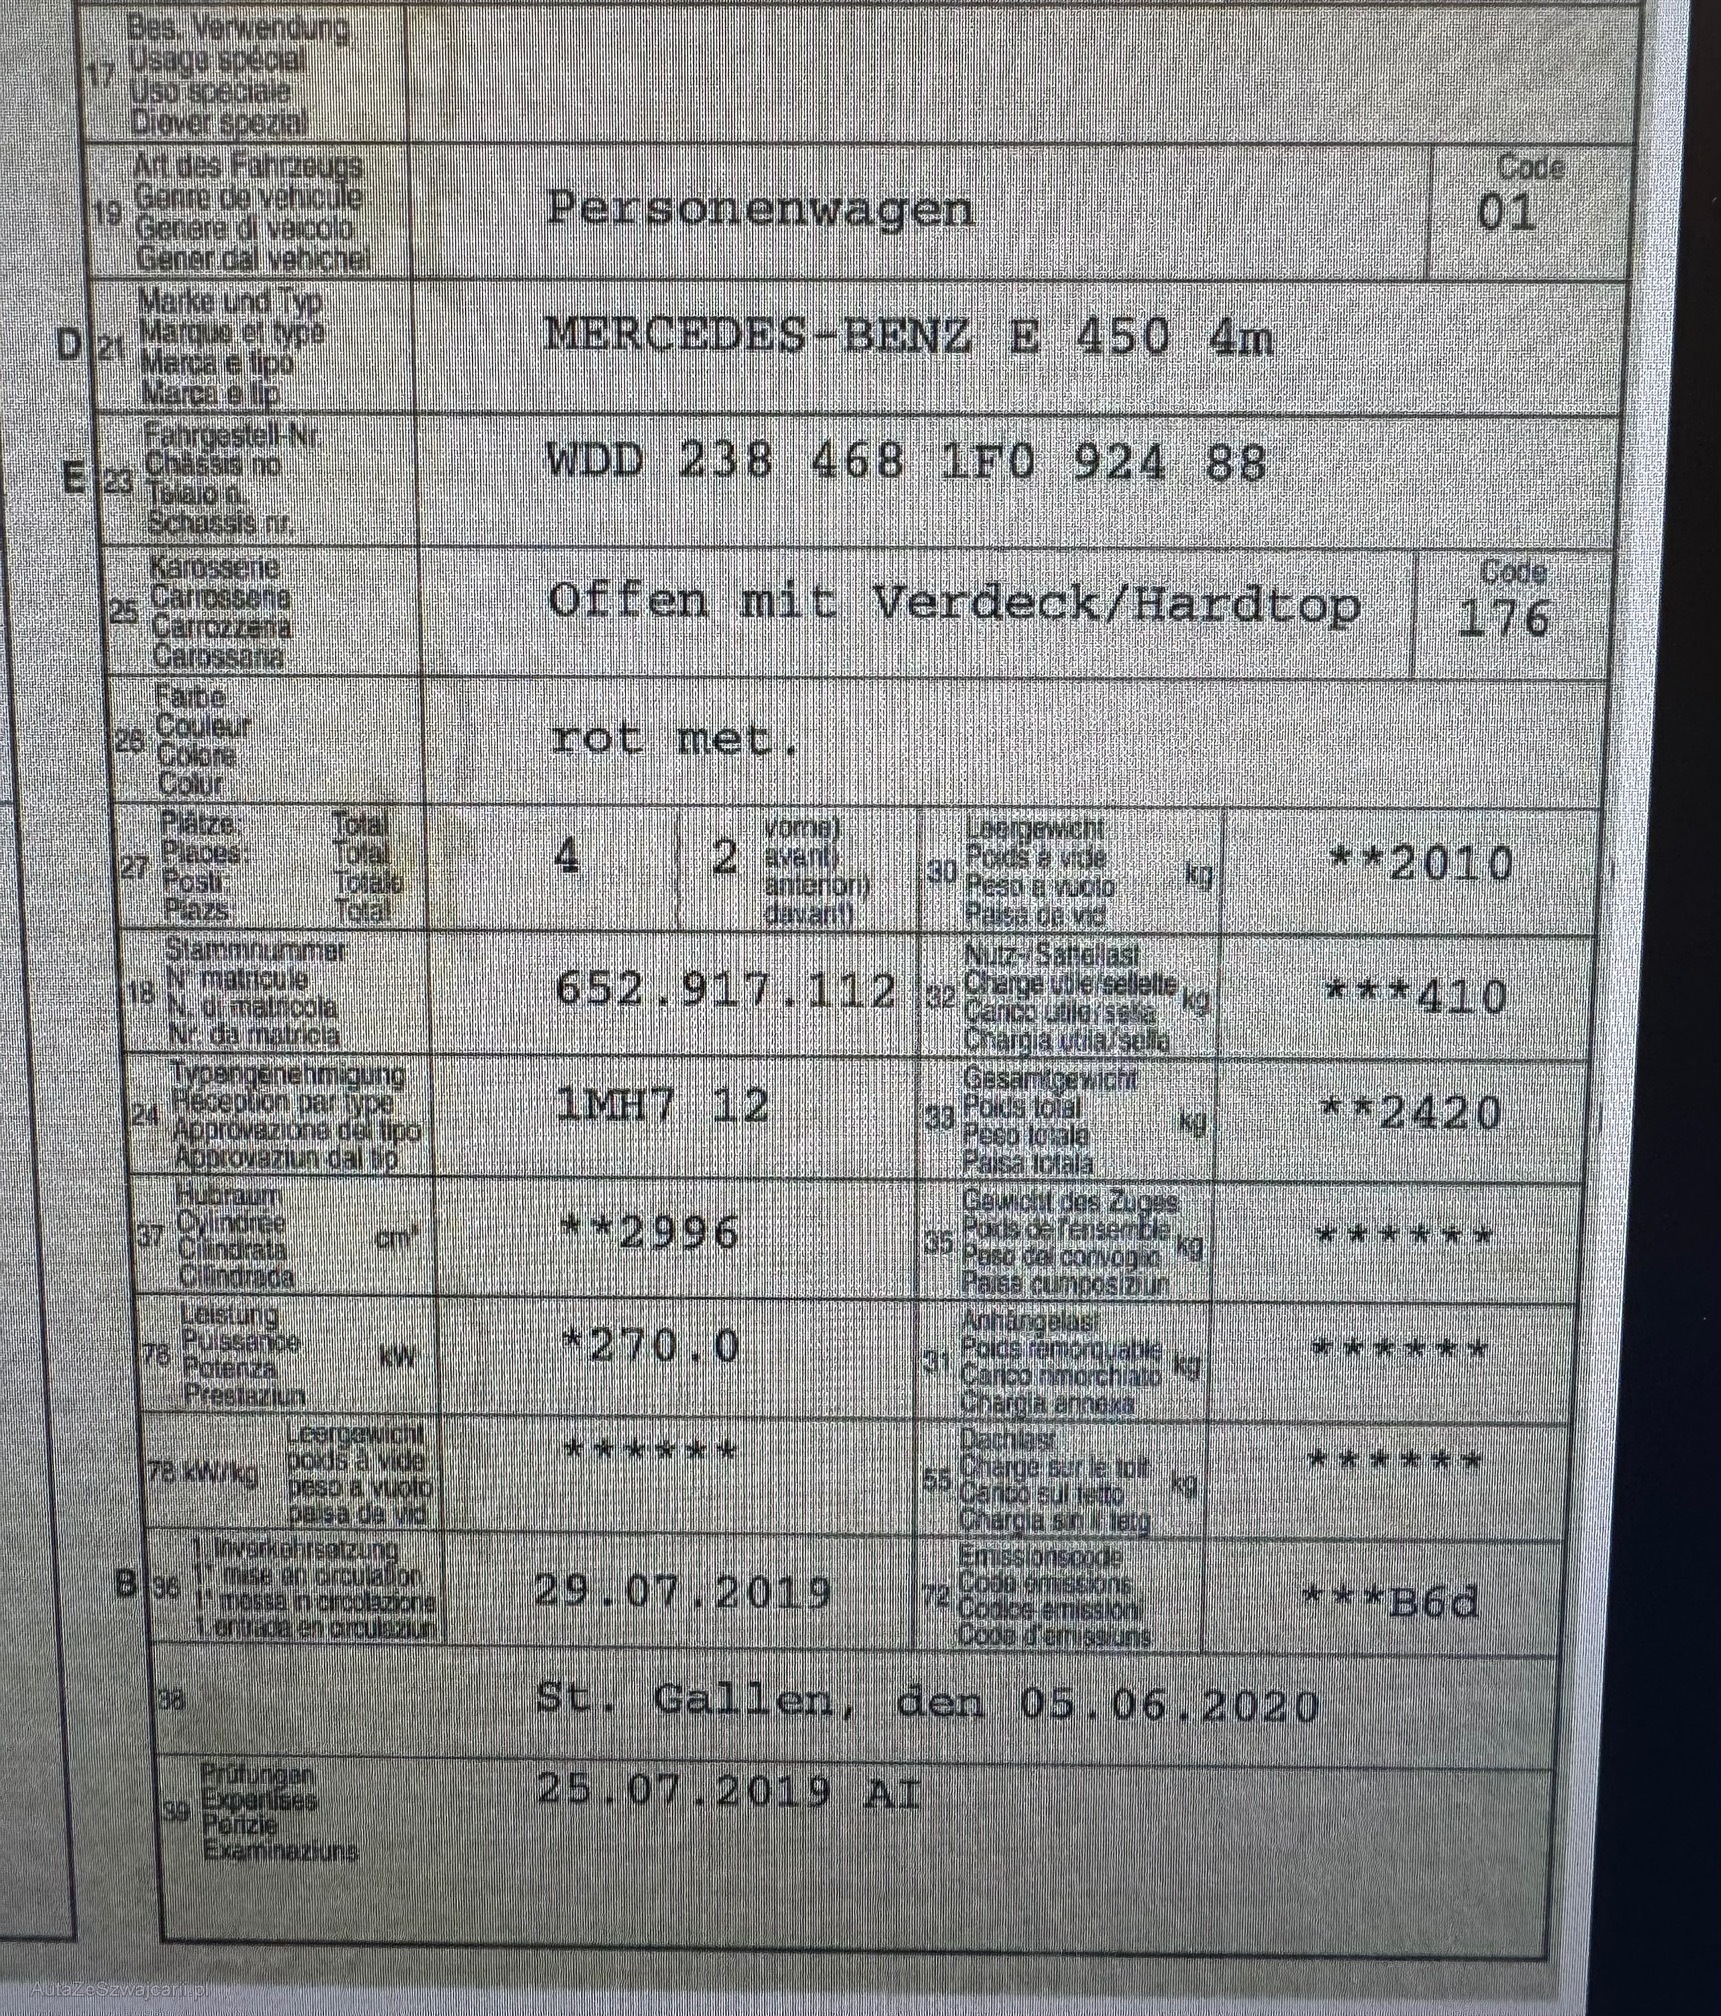 Bes. Verwendung
17 Usage spécial
Uso speciale
Diever spezial
Art des Fahrzeugs Code
19 Genre de véhicule Personenwagen 01
Genere di veicolo
Gener dal vehichel
Marke und Typ
D 21 Marque et type MERCEDES-BENZ E 450 4m
Marca e tipo
Marca e tip
Fahrgestell-Nr.
E 23 Châssis no WDD 238 468 1F0 924 88
Telaio n.
Schassis nr.
Karosserie Code
25 Carrosserie Offen mit Verdeck/Hardtop 176
Carrozzeria
Carossaria
Farbe
26 Couleur rot met.
Colore
Colur
Plätze: Total vorne) Leergewicht
27 Places: Total 4 2 avant) 30 Poids à vide kg **2010
Posti: Totale anteriori) Peso a vuoto
Plazs Total davant) Paisa da vid
Stammnummer Nutz-/Sattellast
18 N° matricule 652.917.112 32 Charge utile/sellette kg ***410
N. di matricola Carico utile/sella
Nr. da matricla Chargia utila/sella
Typengenehmigung Gesamtgewicht
24 Réception par type 1MH7 12 33 Poids total kg **2420
Approvazione del tipo Peso totale
Approvaziun dal tip Paisa totala
Hubraum Gewicht des Zuges
37 Cylindrée cm³ **2996 35 Poids de l'ensemble kg ******
Cilindrata Peso del convoglio
Cilindrada Paisa cumposiziun
Leistung Anhängelast
76 Puissance kW *270.0 31 Poids remorquable kg ******
Potenza Carico rimorchiato
Prestaziun Chargia annexa
Leergewicht Dachlast
78 kW/kg poids à vide ****** 55 Charge sur le toit kg ******
peso a vuoto Carico sul tetto
paisa da vid Chargia sin il tetg
1. Inverkehrsetzung Emissionscode
B 36 1re mise en circulation 29.07.2019 72 Code émissions ***B6d
1a messa in circolazione Codice emissioni
1. entrada en circulaziun Code d'emissiuns
38 St. Gallen, den 05.06.2020
Prüfungen 25.07.2019 AI
39 Expertises
Perizie
Examinaziuns
AutaZeSzwajcarii.pl